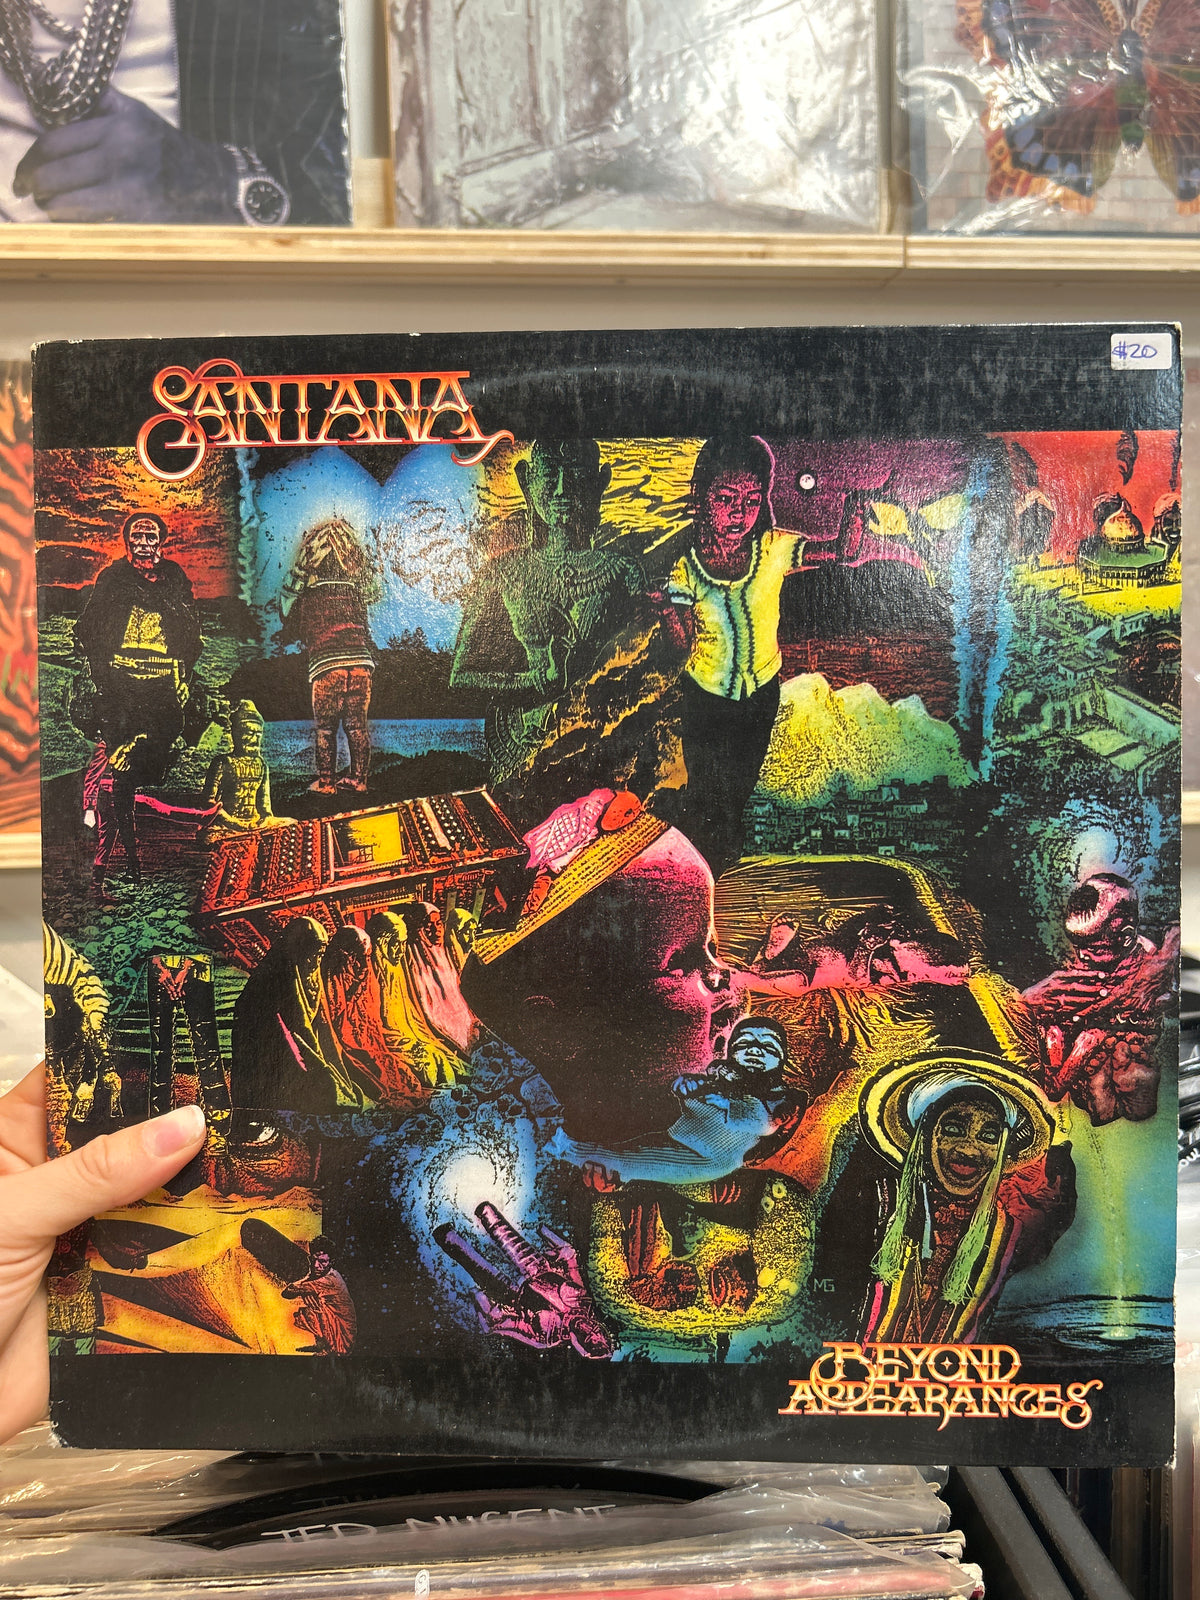 $20
SANTANA
MG
BEYOND
APPEARANCES
TED NUGENT